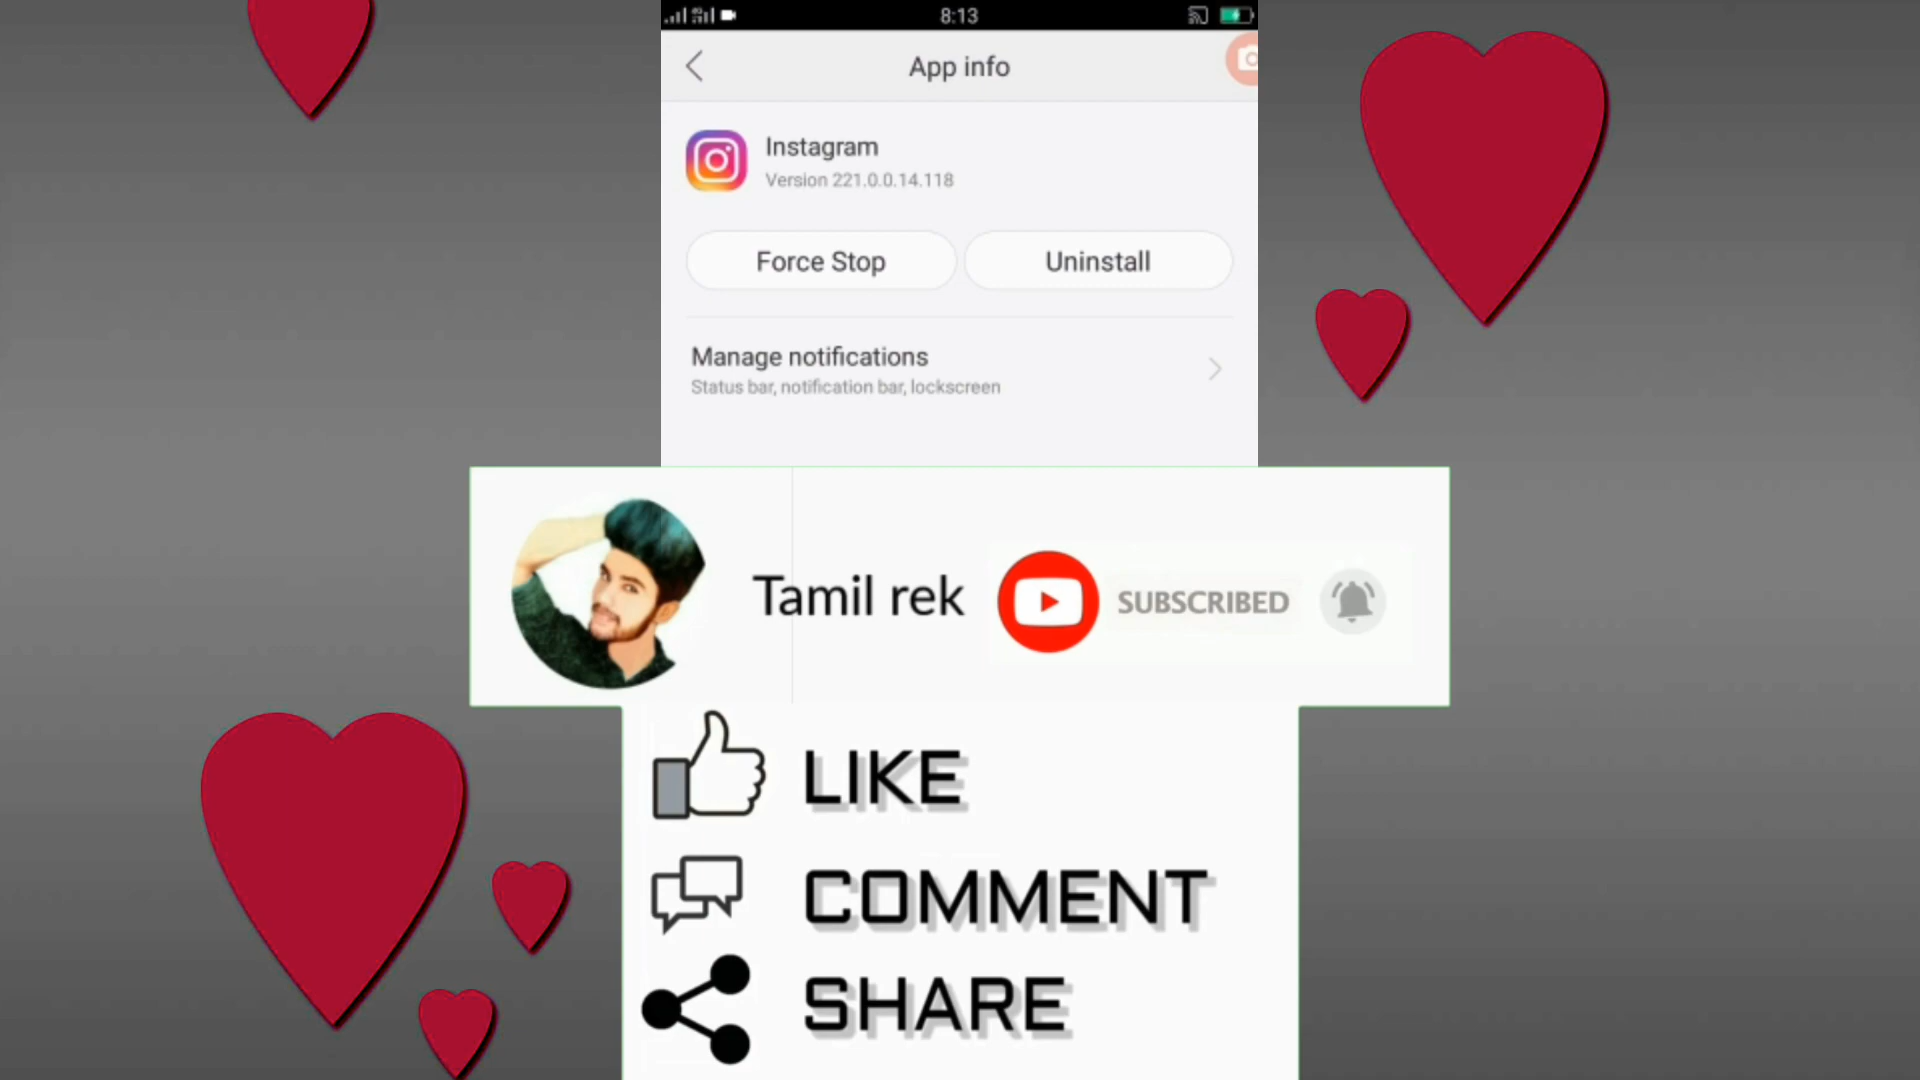 8:13
App info
Instagram
Version 221.0.0.14.118
Force Stop
Uninstall
Manage notifications
Status bar, notification bar, lockscreen
Tamil rek
SUBSCRIBED
LIKE
COMMENT
SHARE